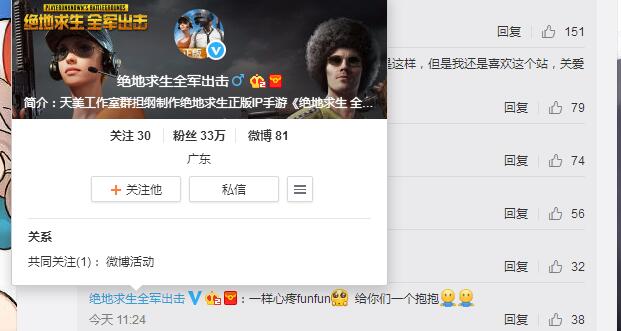 PLAYERUNKNOWN'S BATTLEGROUNDS
绝地求生 全军出击
正版
绝地求生全军出击
简介：天美工作室群担纲制作绝地求生正版IP手游《绝地求生 全...
关注 30 粉丝 33万 微博 81
广东
+ 关注他 私信
关系
共同关注(1)： 微博活动
回复 151
是这样，但是我还是喜欢这个站，关爱
回复 79
回复 74
回复 56
回复 32
绝地求生全军出击 ：一样心疼funfun 给你们一个抱抱
今天 11:24 回复 38